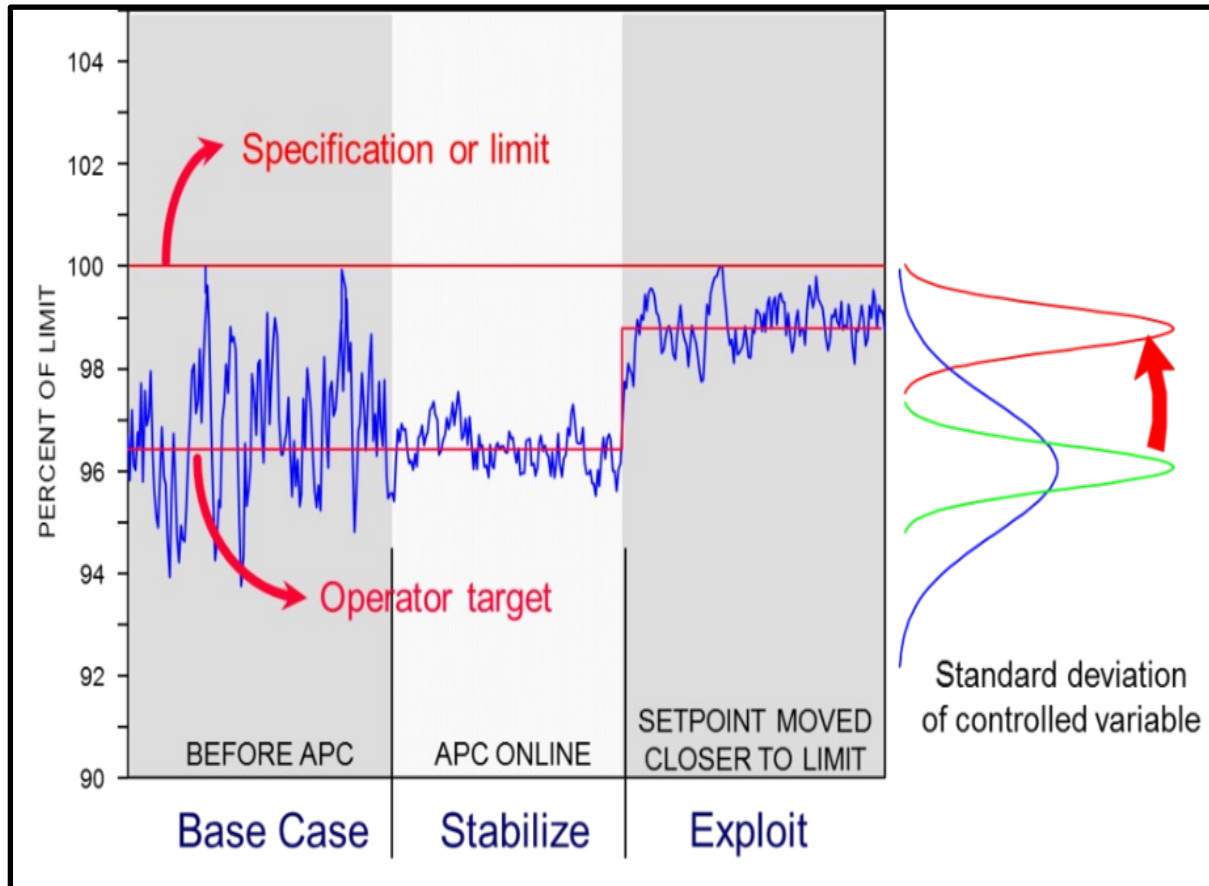 104
102
100
98
96
94
92
90
PERCENT OF LIMIT
Specification or limit
Operator target
BEFORE APC
APC ONLINE
SETPOINT MOVED
CLOSER TO LIMIT
Base Case
Stabilize
Exploit
Standard deviation
of controlled variable